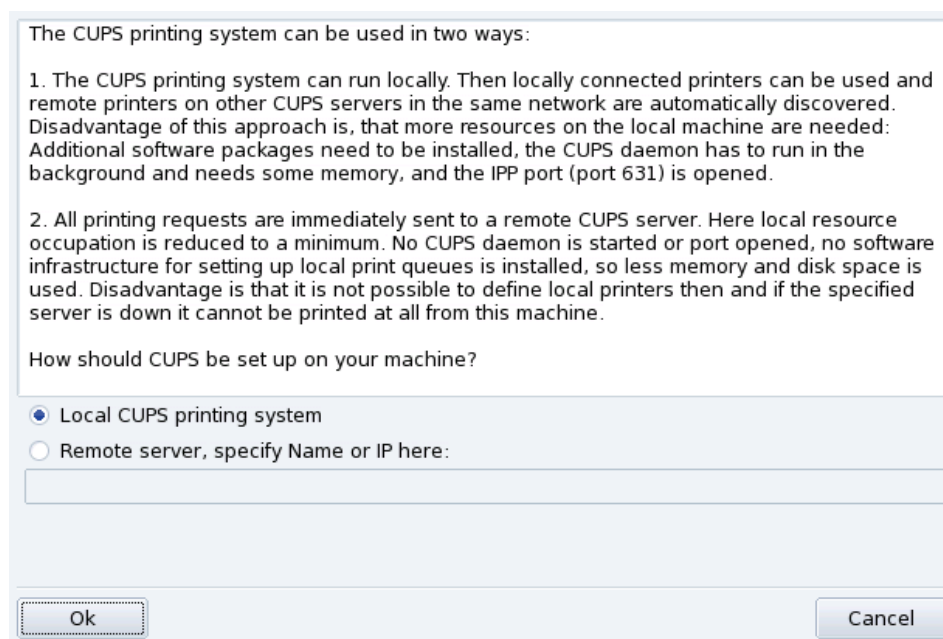 The CUPS printing system can be used in two ways:
1. The CUPS printing system can run locally. Then locally connected printers can be used and
remote printers on other CUPS servers in the same network are automatically discovered.
Disadvantage of this approach is, that more resources on the local machine are needed:
Additional software packages need to be installed, the CUPS daemon has to run in the
background and needs some memory, and the IPP port (port 631) is opened.
2. All printing requests are immediately sent to a remote CUPS server. Here local resource
occupation is reduced to a minimum. No CUPS daemon is started or port opened, no software
infrastructure for setting up local print queues is installed, so less memory and disk space is
used. Disadvantage is that it is not possible to define local printers then and if the specified
server is down it cannot be printed at all from this machine.
How should CUPS be set up on your machine?
Local CUPS printing system
Remote server, specify Name or IP here:
Ok
Cancel